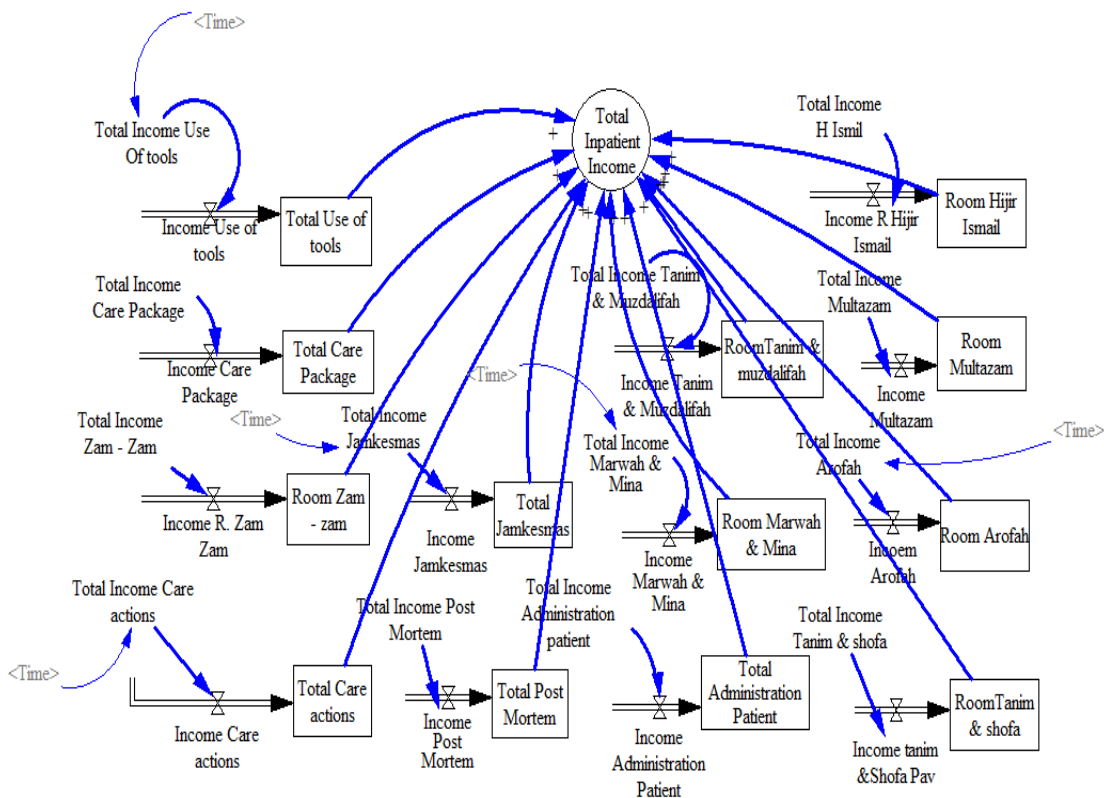 <Time>
Total Income Use
Of tools
Income Use of
tools
Total Use of
tools
Total
Inpatient
Income
+
+
+
+
+
+
+
+
+
+
+
+
Total Income
H Ismil
Income R Hijir
Ismail
Room Hijir
Ismail
Total Income
Care Package
Income Care
Package
Total Care
Package
Total Income Tanim
& Muzdalifah
Income Tanim
& Muzdalifah
RoomTanim &
muzdalifah
Total Income
Multazam
Income
Multazam
Room
Multazam
Total Income
Zam - Zam
Income R. Zam
Zam
Room Zam
- zam
<Time>
Total Income
Jamkesmas
Income
Jamkesmas
Total
Jamkesmas
<Time>
Total Income
Marwah &
Mina
Income
Marwah &
Mina
Room Marwah
& Mina
<Time>
Total Income
Arofah
Incoem
Arofah
Room Arofah
Total Income Care
actions
<Time>
Income Care
actions
Total Care
actions
Total Income Post
Mortem
Income
Post
Mortem
Total Post
Mortem
Total Income
Administration
patient
Income
Administration
Patient
Total
Administration
Patient
Total Income
Tanim & shofa
Income tanim
&Shofa Pav
RoomTanim
& shofa